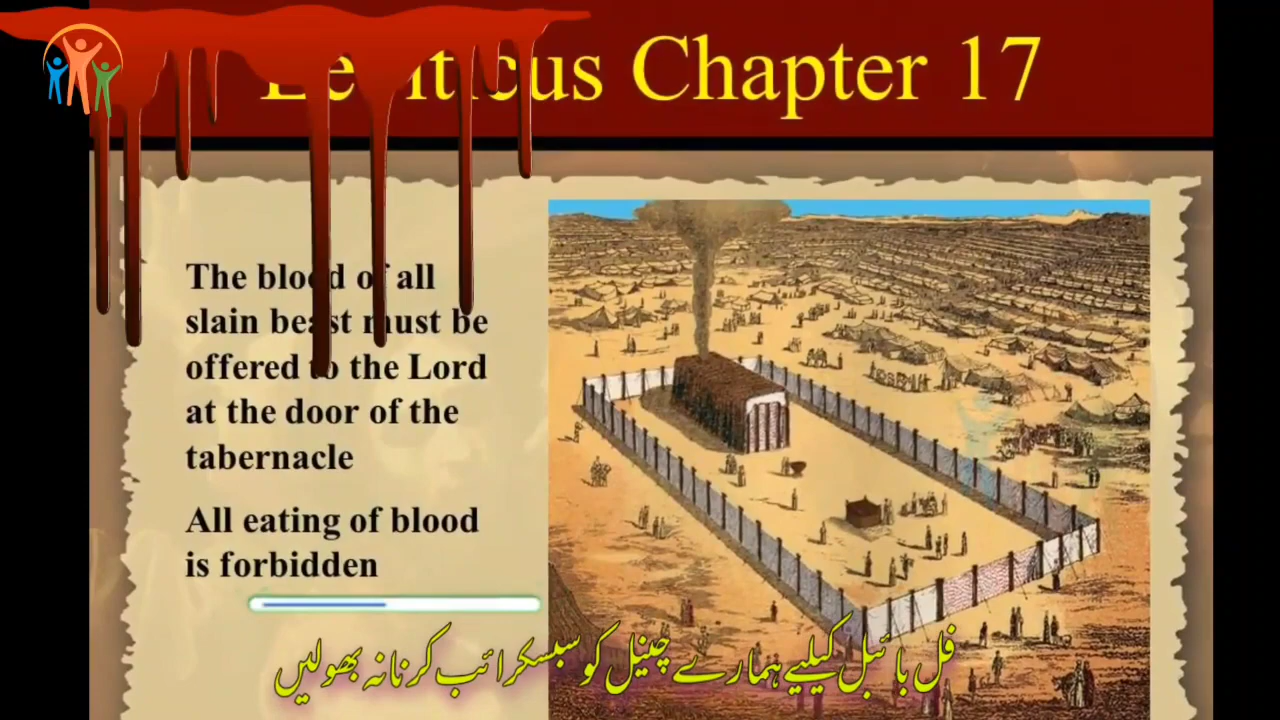 Leviticus Chapter 17
The blood of all
slain beast must be
offered to the Lord
at the door of the
tabernacle
All eating of blood
is forbidden
فل بائبل کیلیے ہمارے چینل کو سبسکرائب کرنا نہ بھولیں